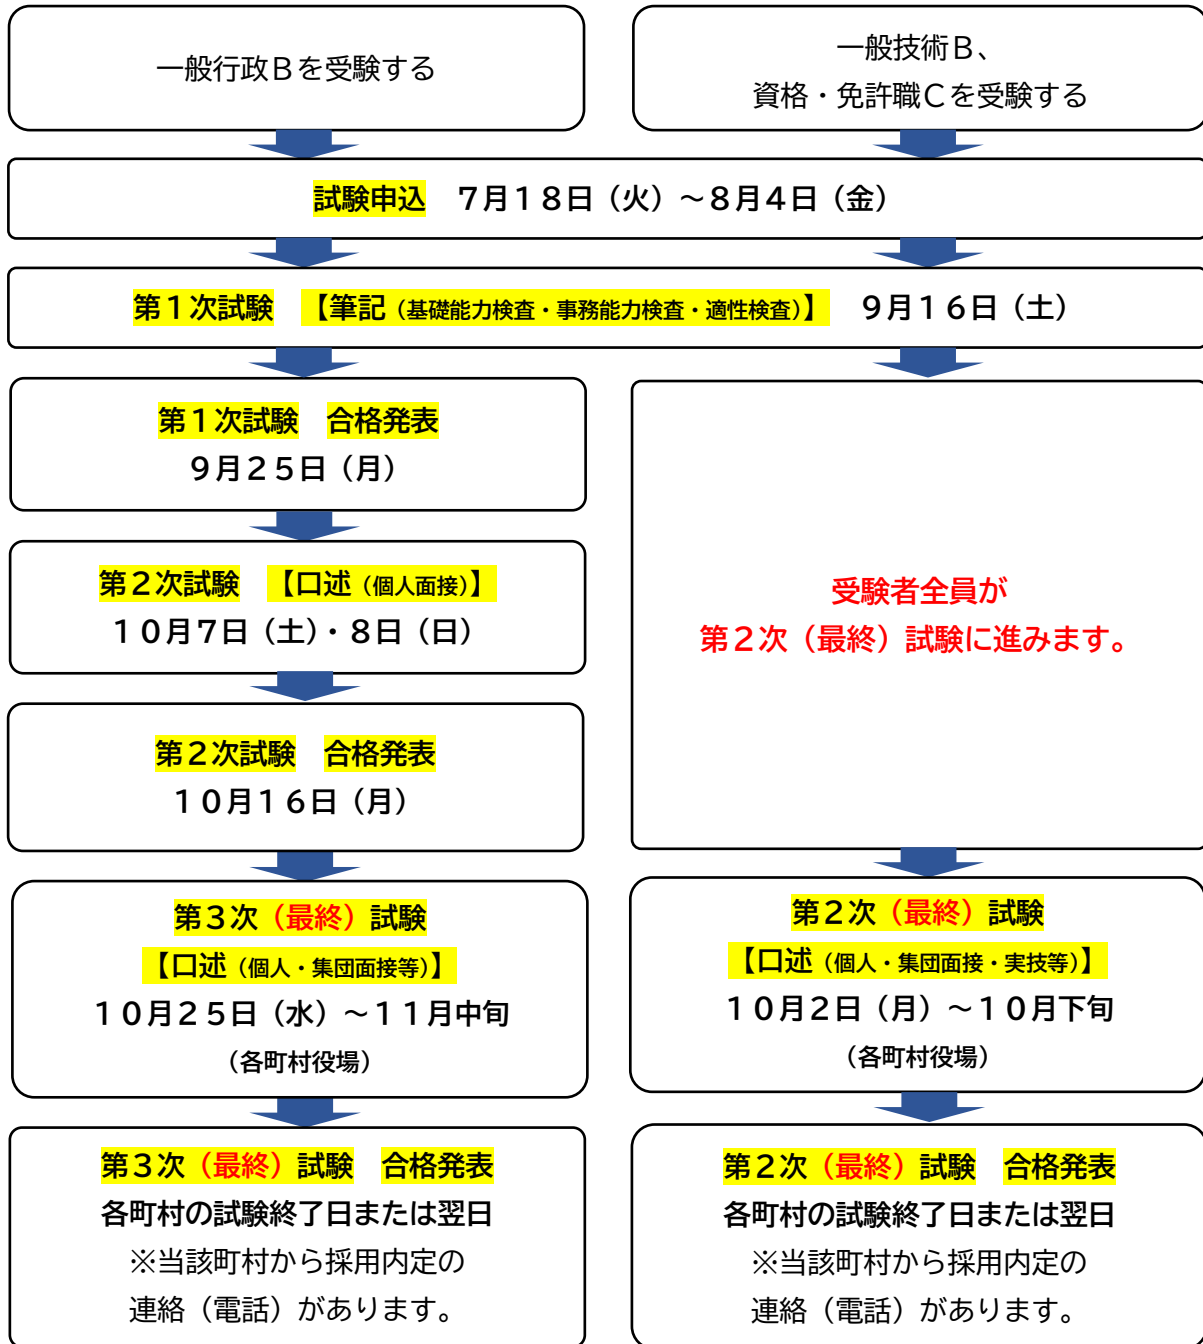 一般行政Ｂを受験する
一般技術Ｂ、
資格・免許職Ｃを受験する
試験申込　７月１８日（火）～８月４日（金）
第１次試験　【筆記（基礎能力検査・事務能力検査・適性検査）】　９月１６日（土）
第１次試験　合格発表
９月２５日（月）
第２次試験　【口述（個人面接）】
１０月７日（土）・８日（日）
第２次試験　合格発表
１０月１６日（月）
受験者全員が
第２次（最終）試験に進みます。
第３次（最終）試験
【口述（個人・集団面接等）】
１０月２５日（水）～１１月中旬
（各町村役場）
第２次（最終）試験
【口述（個人・集団面接・実技等）】
１０月２日（月）～１０月下旬
（各町村役場）
第３次（最終）試験　合格発表
各町村の試験終了日または翌日
※当該町村から採用内定の
連絡（電話）があります。
第２次（最終）試験　合格発表
各町村の試験終了日または翌日
※当該町村から採用内定の
連絡（電話）があります。